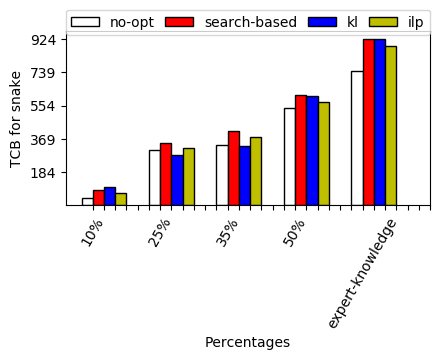 no-opt search-based kl ilp
924
739
554
369
184
TCB for snake
10% 25% 35% 50% expert-knowledge
Percentages